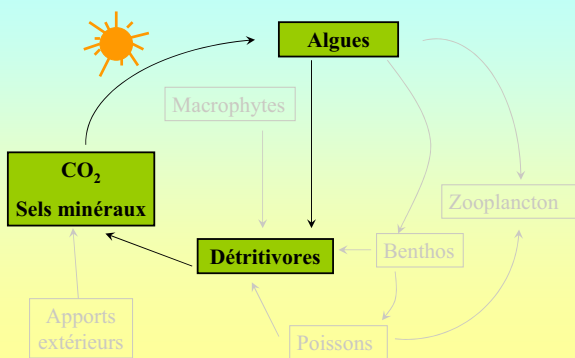 Algues
Macrophytes
CO₂
Sels minéraux
Zooplancton
Détritivores
Benthos
Apports
extérieurs
Poissons